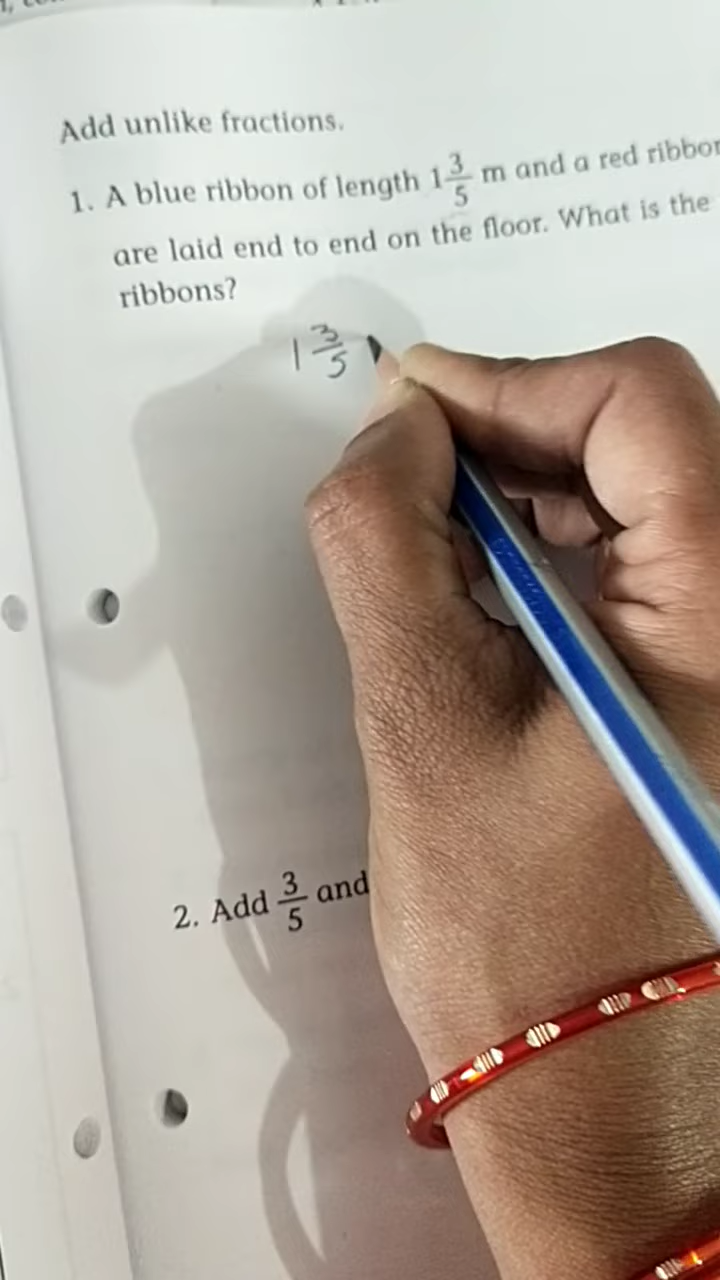 Add unlike fractions.
1. A blue ribbon of length 1 3/5 m and a red
are laid end to end on the floor. What is the
ribbons?
1 3/5
2. Add 3/5 and